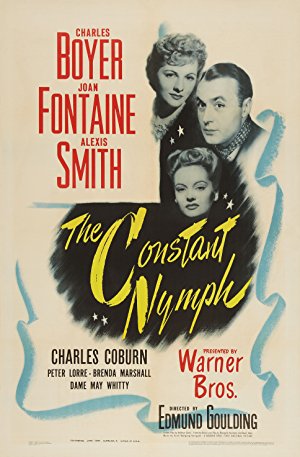 CHARLES
BOYER
JOAN
FONTAINE
ALEXIS
SMITH
The
Constant
Nymph
CHARLES COBURN
PETER LORRE - BRENDA MARSHALL
DAME MAY WHITTY
PRESENTED BY
Warner
Bros.
DIRECTED BY
EDMUND GOULDING